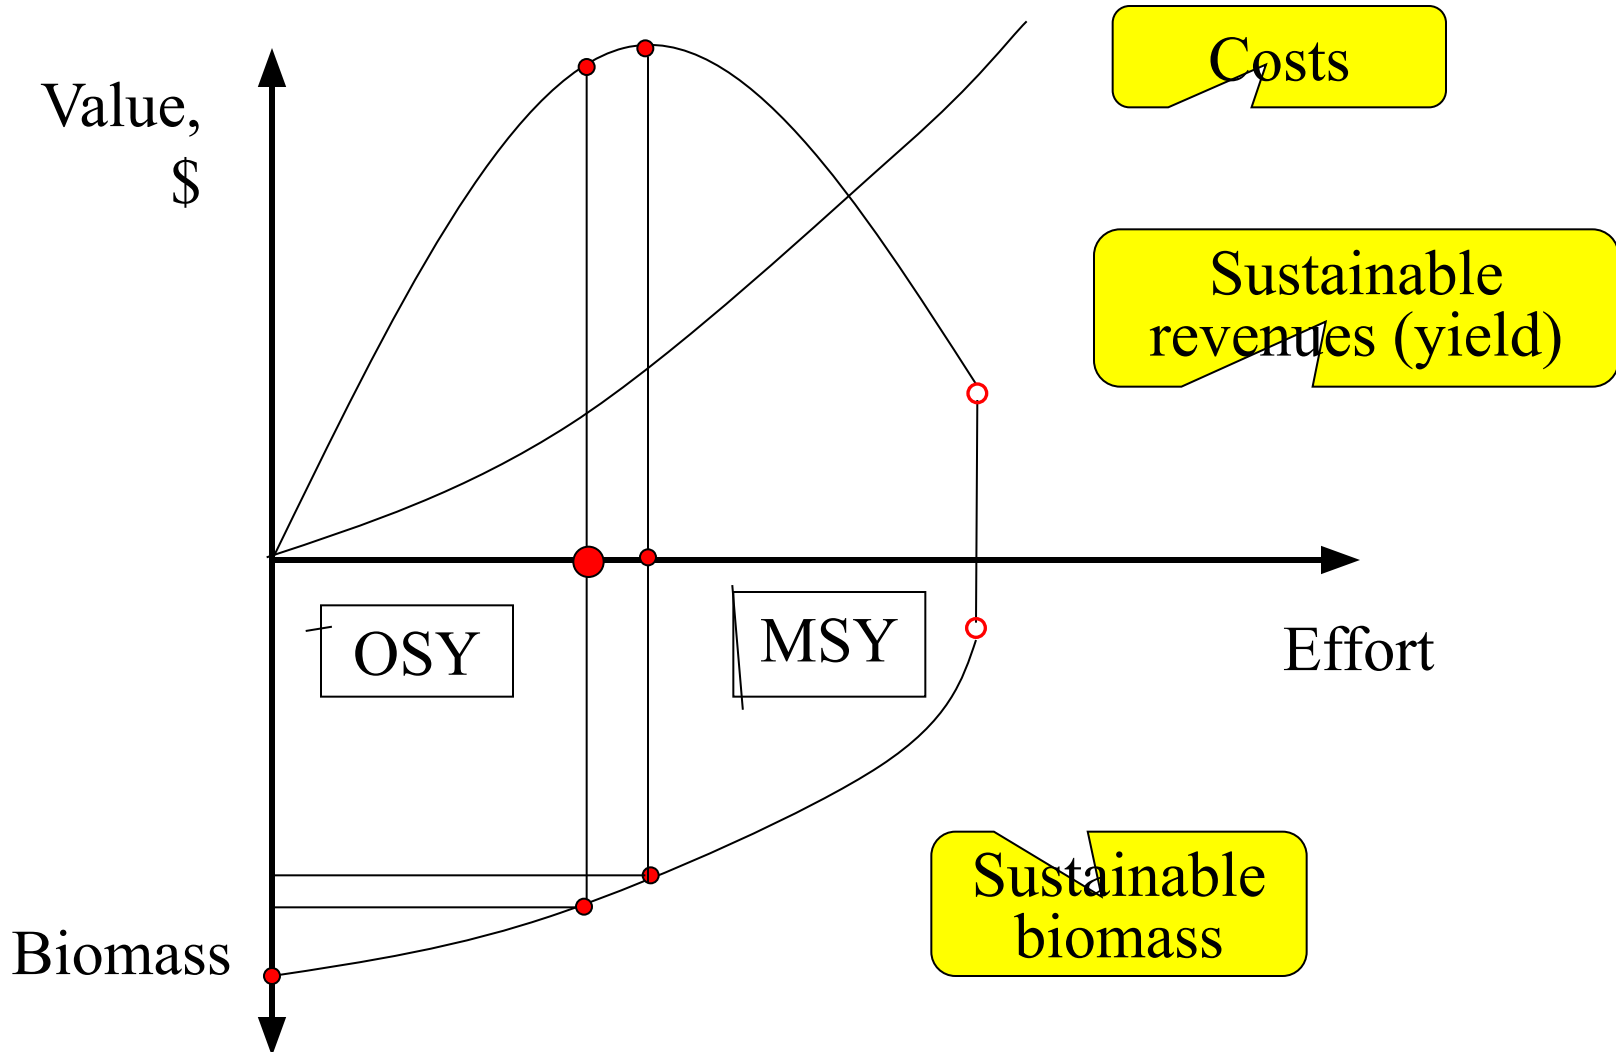 Costs
Value,
$
Sustainable
revenues (yield)
OSY
MSY
Effort
Sustainable
biomass
Biomass